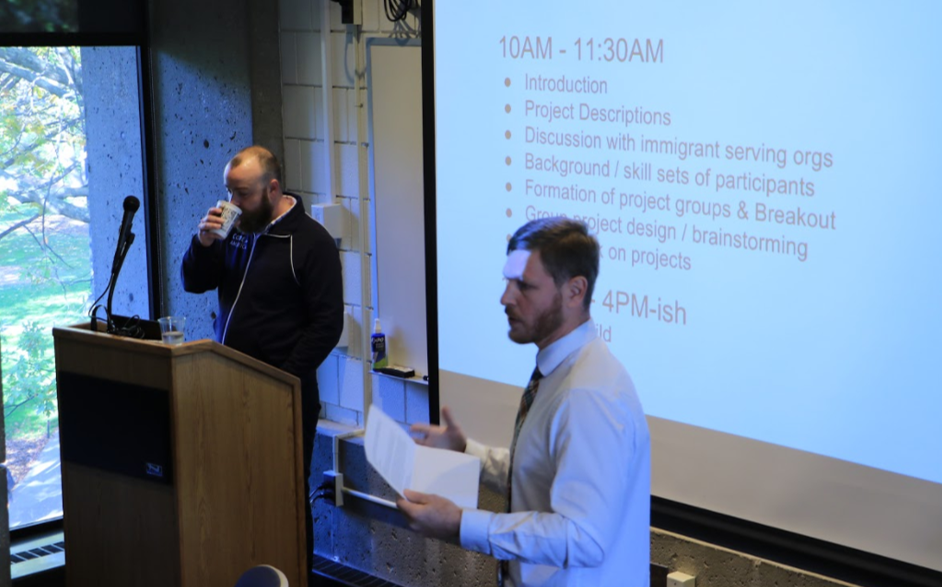 10AM - 11:30AM
Introduction
Project Descriptions
Discussion with immigrant serving orgs
Background / skill sets of participants
Formation of project groups & Breakout
project design / brainstorming
on projects
4PM-ish